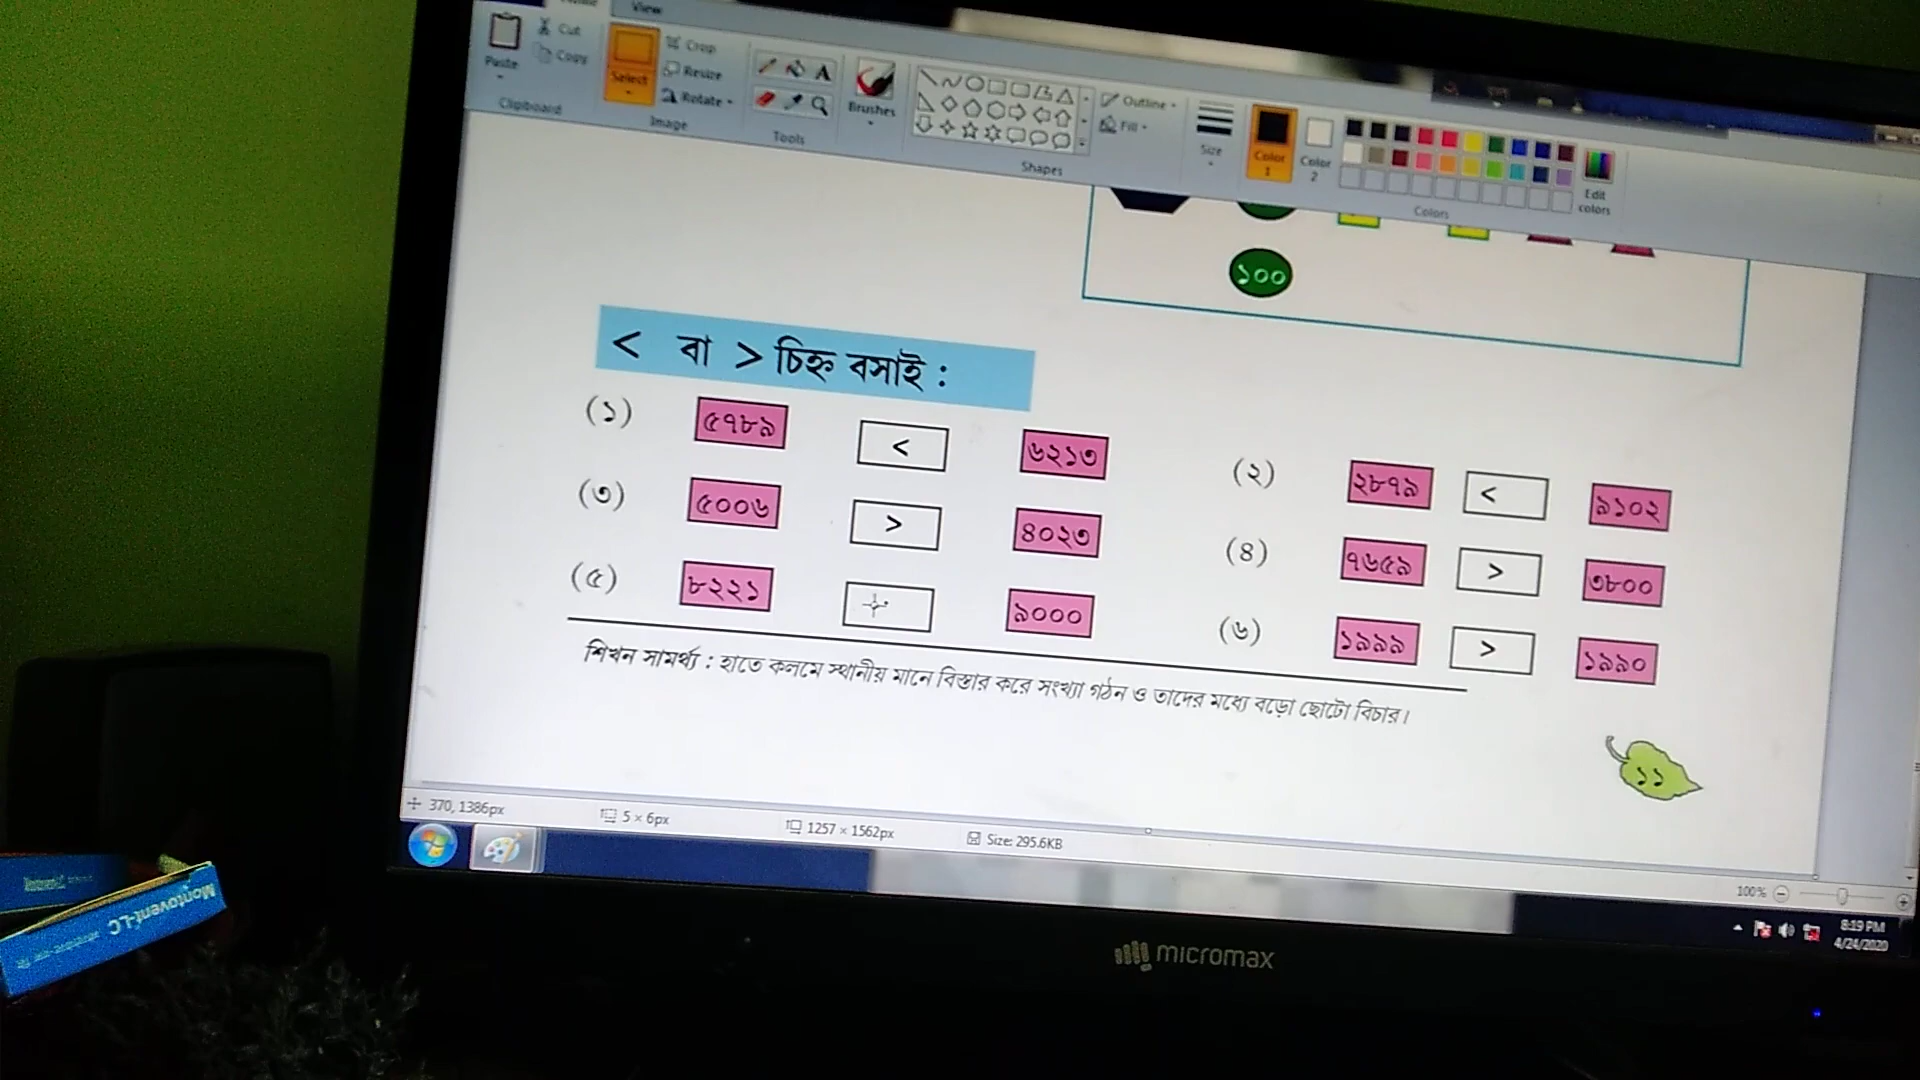 View
Paste
Cut
Copy
Clipboard
Select
Crop
Resize
Rotate
Image
A
Tools
Brushes
Shapes
Outline
Fill
Size
Color 1
Color 2
Colors
Edit colors
১০০
< বা > চিহ্ন বসাই :
(১) ৫৭৮৯ < ৬২১৩
(২) ২৮৭৯ < ৯১০২
(৩) ৫০০৬ > ৪০২৩
(৪) ৭৬৫৯ > ৩৮০০
(৫) ৮২২১ ৯০০০
(৬) ১৯৯৯ > ১৯৯০
শিখন সামর্থ্য : হাতে কলমে স্থানীয় মানে বিস্তার করে সংখ্যা গঠন ও তাদের মধ্যে বড়ো ছোটো বিচার।
১১
370, 1386px
5 × 6px
1257 × 1562px
Size: 295.6KB
100%
8:19 PM
4/24/2020
micromax
Montovent-LC